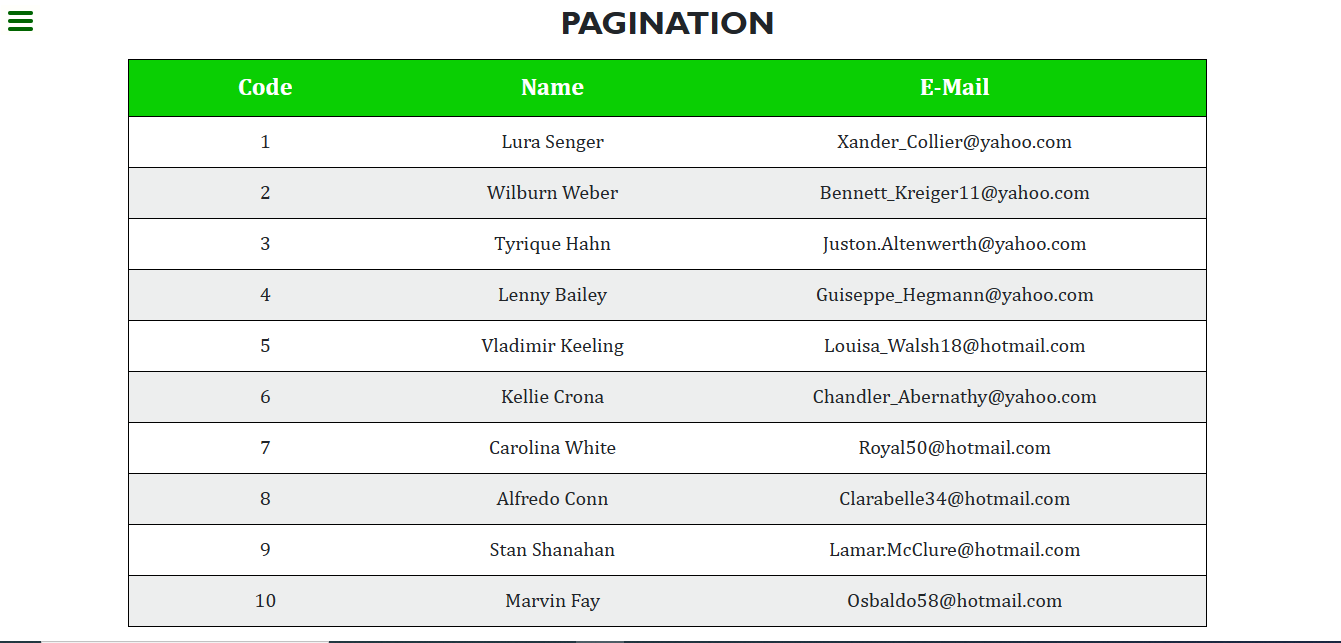 PAGINATION
Code Name E-Mail
1 Lura Senger Xander_Collier@yahoo.com
2 Wilburn Weber Bennett_Kreiger11@yahoo.com
3 Tyrique Hahn Juston.Altenwerth@yahoo.com
4 Lenny Bailey Guiseppe_Hegmann@yahoo.com
5 Vladimir Keeling Louisa_Walsh18@hotmail.com
6 Kellie Crona Chandler_Abernathy@yahoo.com
7 Carolina White Royal50@hotmail.com
8 Alfredo Conn Clarabelle34@hotmail.com
9 Stan Shanahan Lamar.McClure@hotmail.com
10 Marvin Fay Osbaldo58@hotmail.com